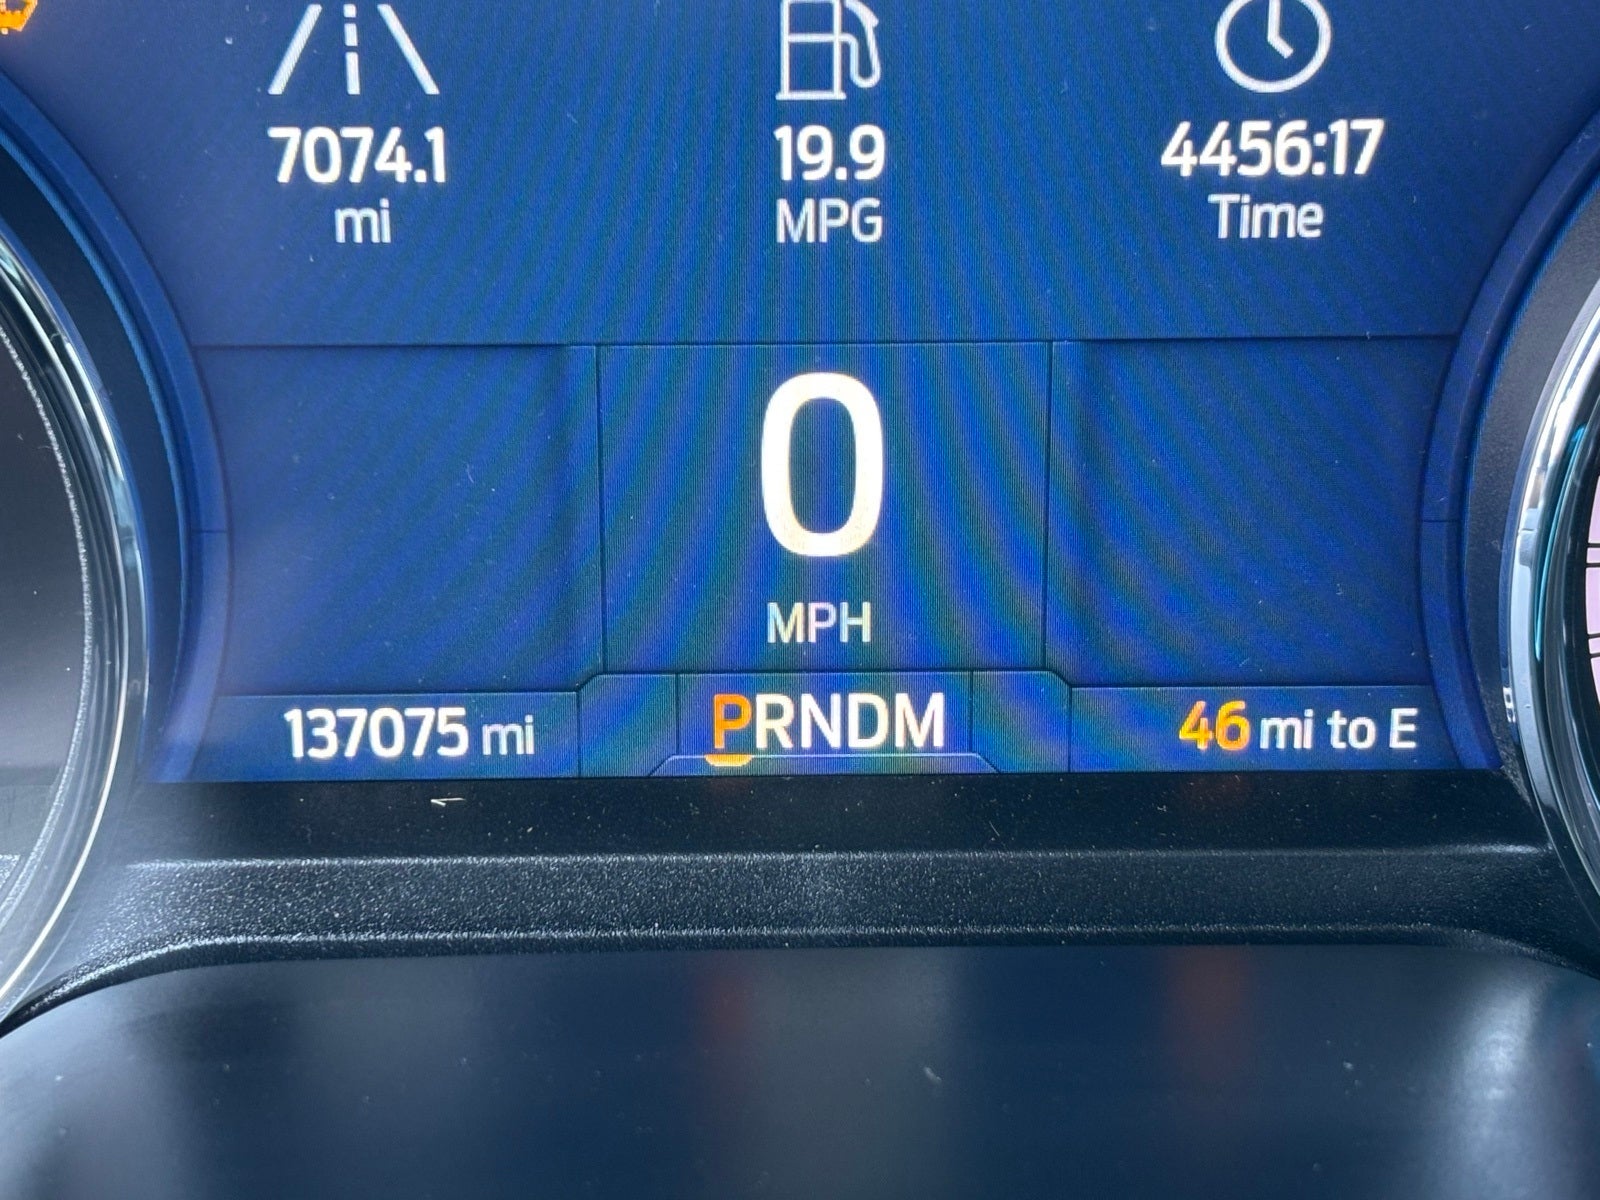 7074.1
mi
19.9
MPG
4456:17
Time
0
MPH
137075 mi
PRNDM
46 mi to E